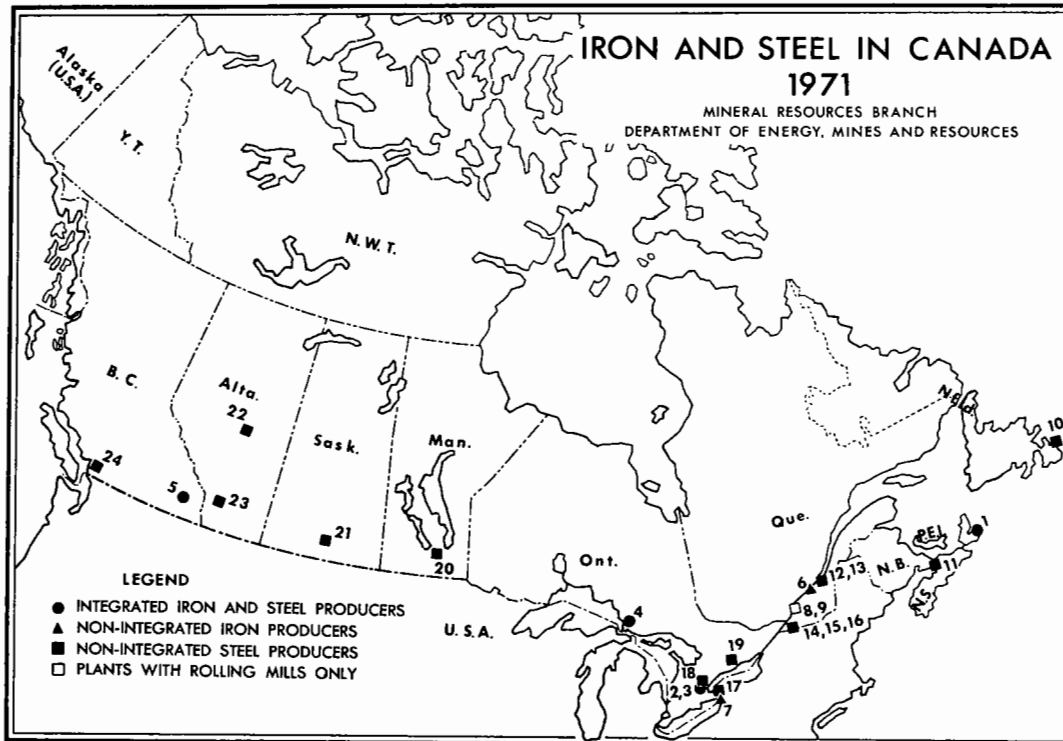 IRON AND STEEL IN CANADA
1971
MINERAL RESOURCES BRANCH
DEPARTMENT OF ENERGY, MINES AND RESOURCES
Alaska
(U.S.A.)
Y. T.
N. W. T.
B. C.
Alta.
22
Sask.
Man.
Nfld.
10
24
5
23
21
20
Que.
P.E.I.
1
Ont.
6
12,13
N. B.
11
N.S.
8,9
4
14,15,16
U. S. A.
19
18
2,3
17
7
LEGEND
INTEGRATED IRON AND STEEL PRODUCERS
NON-INTEGRATED IRON PRODUCERS
NON-INTEGRATED STEEL PRODUCERS
PLANTS WITH ROLLING MILLS ONLY